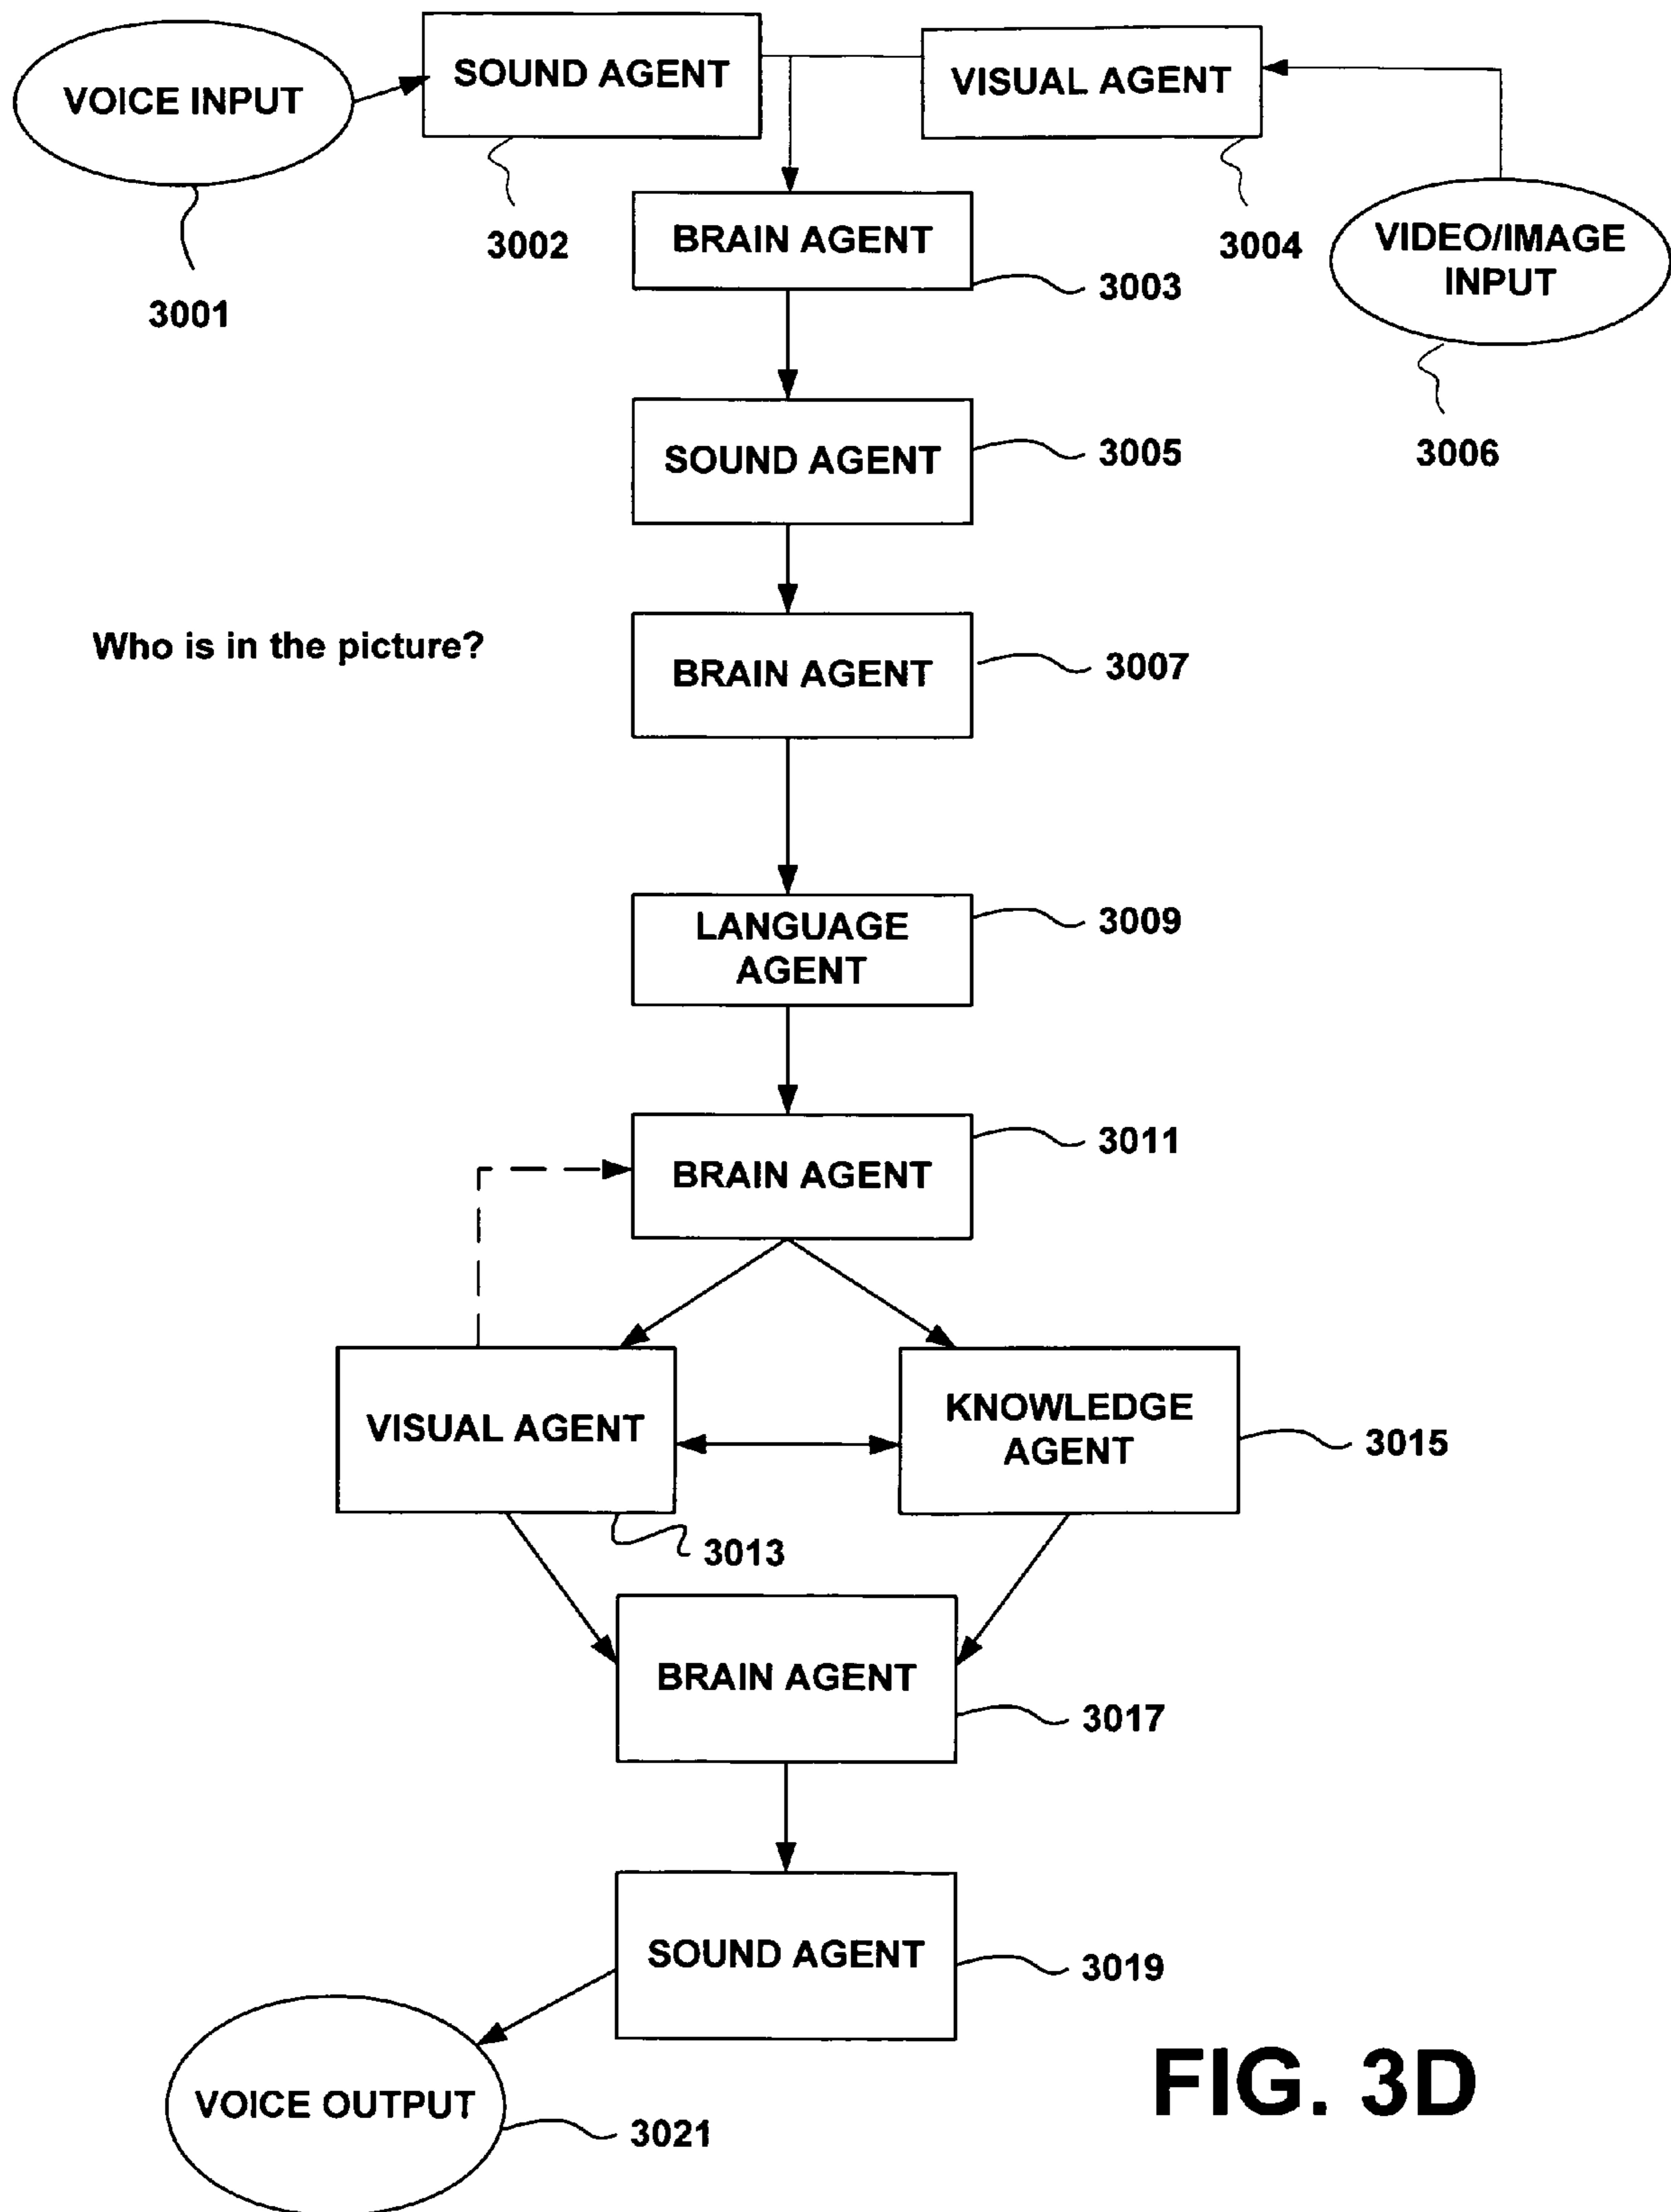 VOICE INPUT
3001
SOUND AGENT
3002
VISUAL AGENT
3004
VIDEO/IMAGE
INPUT
3006
BRAIN AGENT
3003
SOUND AGENT
3005
Who is in the picture?
BRAIN AGENT
3007
LANGUAGE
AGENT
3009
BRAIN AGENT
3011
VISUAL AGENT
3013
KNOWLEDGE
AGENT
3015
BRAIN AGENT
3017
SOUND AGENT
3019
VOICE OUTPUT
3021
FIG. 3D